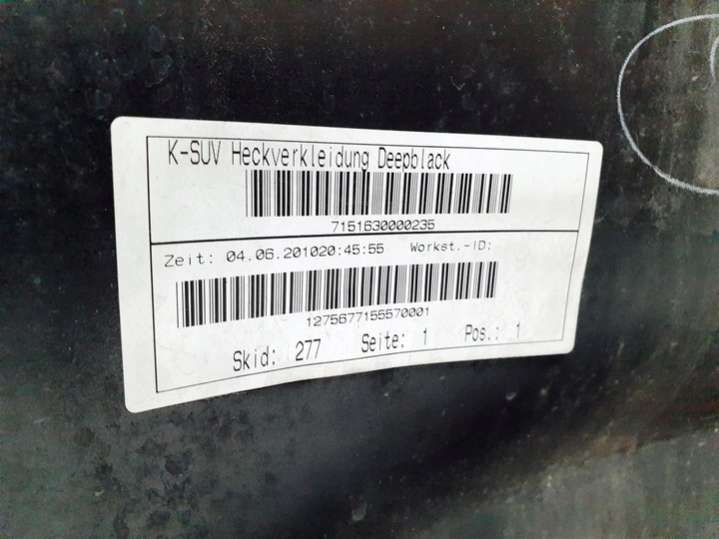 K-SUV Heckverkleidung Deepblack
7151630000235
Zeit: 04.06.201020:45:55 Workst.-ID:
1275677155570001
Skid: 277 Seite: 1 Pos.: 1